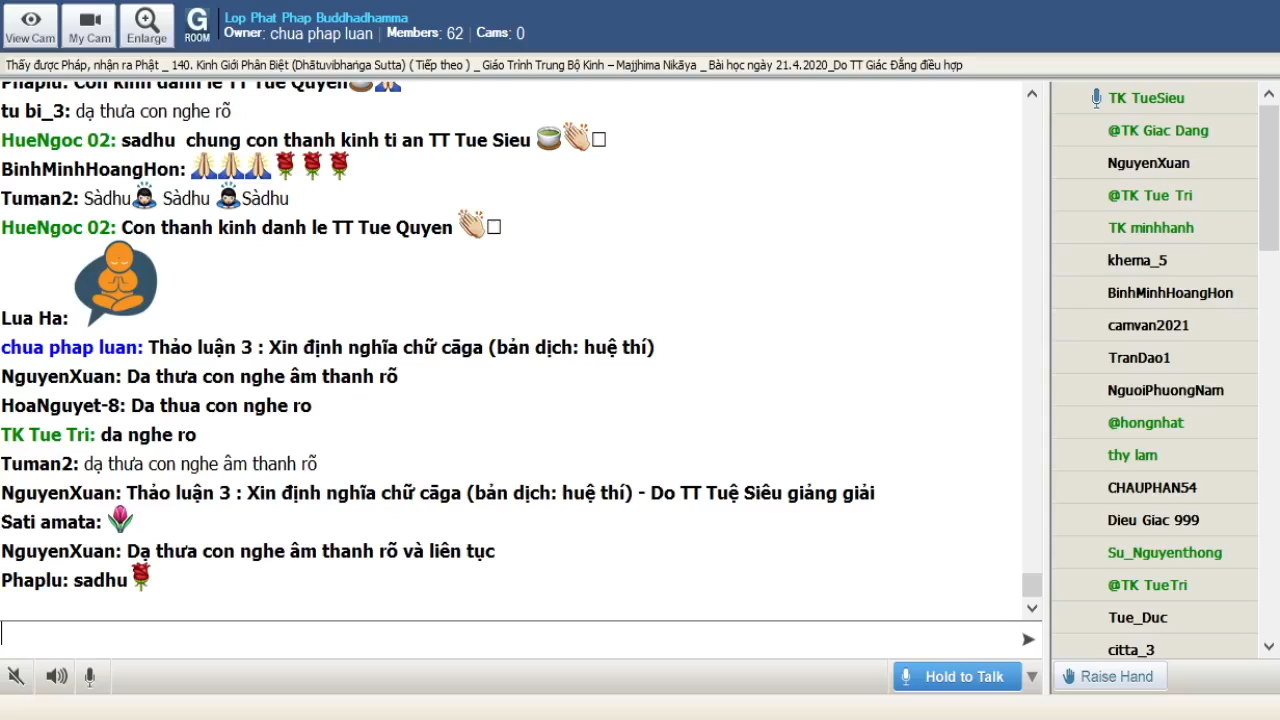 View Cam
My Cam
Enlarge
G
ROOM
Lop Phat Phap Buddhadhamma
Owner: chua phap luan | Members: 62 | Cams: 0
Thấy được Pháp, nhận ra Phật _ 140. Kinh Giới Phân Biệt (Dhātuvibhaṅga Sutta) ( Tiếp theo ) _ Giáo Trình Trung Bộ Kinh – Majjhima Nikāya _Bài học ngày 21.4.2020_Do TT Giác Đẳng điều hợp
Phaplu: Con kinh danh le TT Tue Quyen
tu bi_3: dạ thưa con nghe rõ
HueNgoc 02: sadhu chung con thanh kinh ti an TT Tue Sieu
BinhMinhHoangHon:
Tuman2: Sàdhu Sàdhu Sàdhu
HueNgoc 02: Con thanh kinh danh le TT Tue Quyen
Lua Ha:
chua phap luan: Thảo luận 3 : Xin định nghĩa chữ cāga (bản dịch: huệ thí)
NguyenXuan: Da thưa con nghe âm thanh rõ
HoaNguyet-8: Da thua con nghe ro
TK Tue Tri: da nghe ro
Tuman2: dạ thưa con nghe âm thanh rõ
NguyenXuan: Thảo luận 3 : Xin định nghĩa chữ cāga (bản dịch: huệ thí) - Do TT Tuệ Siêu giảng giải
Sati amata:
NguyenXuan: Dạ thưa con nghe âm thanh rõ và liên tục
Phaplu: sadhu
Hold to Talk
TK TueSieu
@TK Giac Dang
NguyenXuan
@TK Tue Tri
TK minhhanh
khema_5
BinhMinhHoangHon
camvan2021
TranDao1
NguoiPhuongNam
@hongnhat
thy lam
CHAUPHAN54
Dieu Giac 999
Su_Nguyenthong
@TK TueTri
Tue_Duc
citta_3
Raise Hand